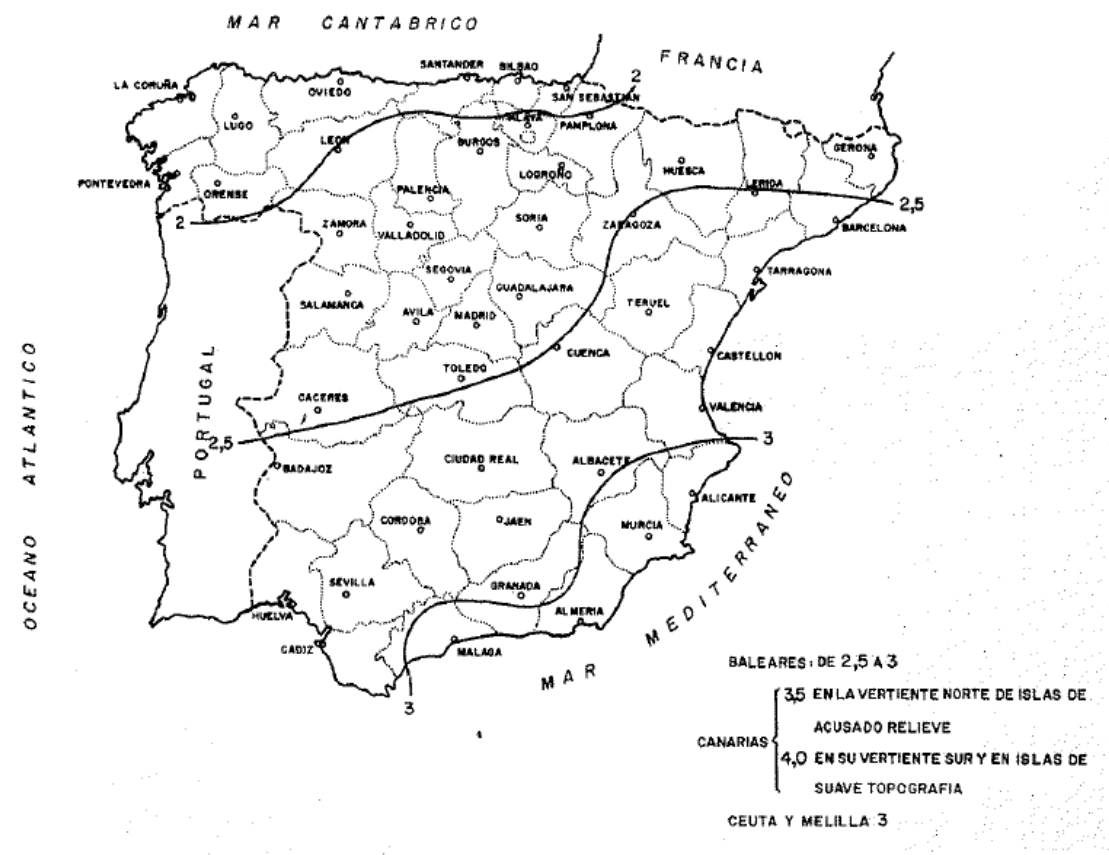 MAR CANTABRICO
FRANCIA
SANTANDER
BILBAO
2
LA CORUÑA
OVIEDO
SAN SEBASTIAN
LUGO
ALAVA
PAMPLONA
LEON
BURGOS
GERONA
LOGROÑO
HUESCA
PONTEVEDRA
ORENSE
PALENCIA
LERIDA
2,5
2
ZAMORA
VALLADOLID
SORIA
ZARAGOZA
BARCELONA
SEGOVIA
TARRAGONA
SALAMANCA
GUADALAJARA
TERUEL
AVILA
MADRID
CUENCA
CASTELLON
TOLEDO
CACERES
VALENCIA
PORTUGAL
OCEANO ATLANTICO
2,5
3
BADAJOZ
CIUDAD REAL
ALBACETE
ALICANTE
CORDOBA
JAEN
MURCIA
SEVILLA
GRANADA
HUELVA
ALMERIA
CADIZ
MALAGA
MAR MEDITERRANEO
3
BALEARES: DE 2,5 A 3
CANARIAS
3,5 EN LA VERTIENTE NORTE DE ISLAS DE
ACUSADO RELIEVE
4,0 EN SU VERTIENTE SUR Y EN ISLAS DE
SUAVE TOPOGRAFIA
CEUTA Y MELILLA 3